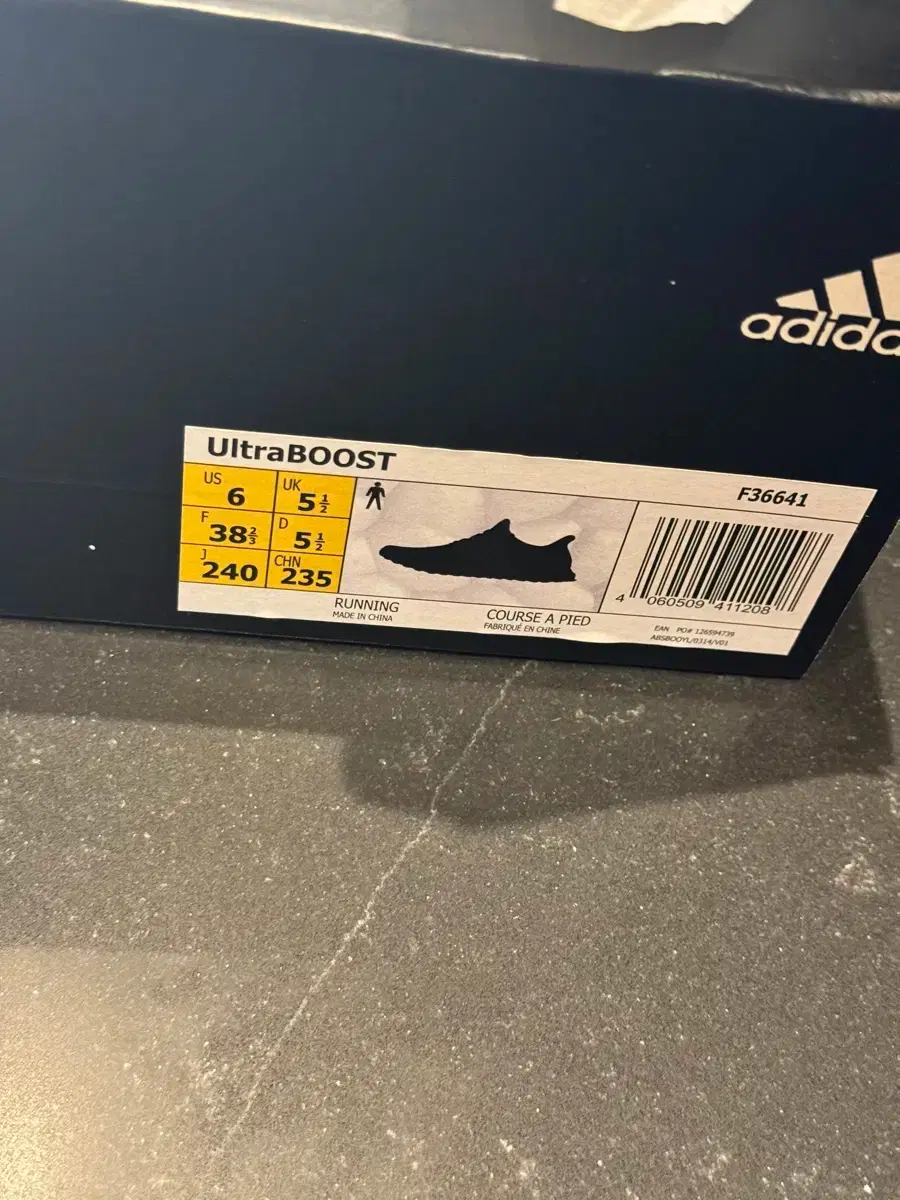 adidas
UltraBOOST
F36641
US 6 UK 5½
F 38⅔ D 5½
J 240 CHN 235
4 060509 411208
RUNNING COURSE A PIED
MADE IN CHINA FABRIQUÉ EN CHINE
EAN PO# 126594739
ABSBOOYL/0314/V01